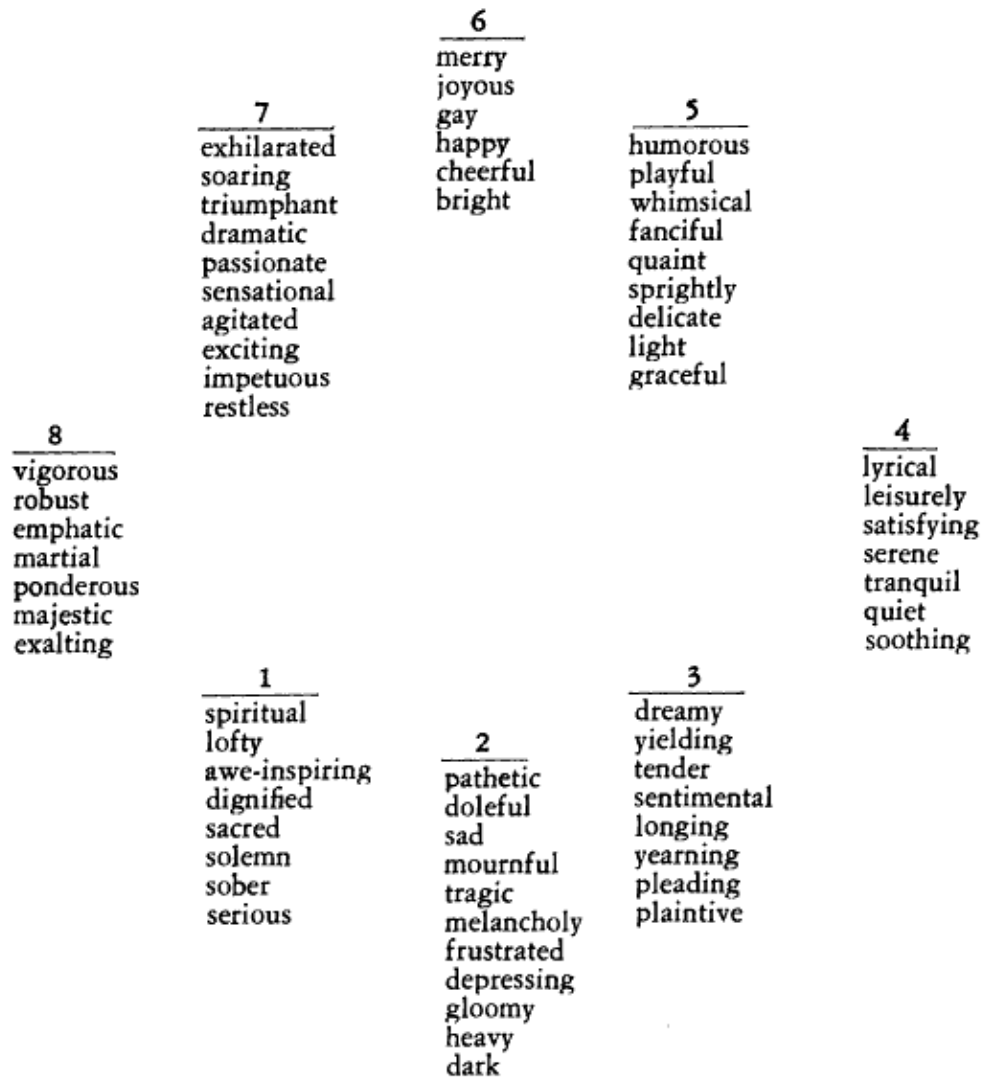 6
merry
joyous
gay
happy
cheerful
bright
7
exhilarated
soaring
triumphant
dramatic
passionate
sensational
agitated
exciting
impetuous
restless
5
humorous
playful
whimsical
fanciful
quaint
sprightly
delicate
light
graceful
8
vigorous
robust
emphatic
martial
ponderous
majestic
exalting
4
lyrical
leisurely
satisfying
serene
tranquil
quiet
soothing
1
spiritual
lofty
awe-inspiring
dignified
sacred
solemn
sober
serious
2
pathetic
doleful
sad
mournful
tragic
melancholy
frustrated
depressing
gloomy
heavy
dark
3
dreamy
yielding
tender
sentimental
longing
yearning
pleading
plaintive